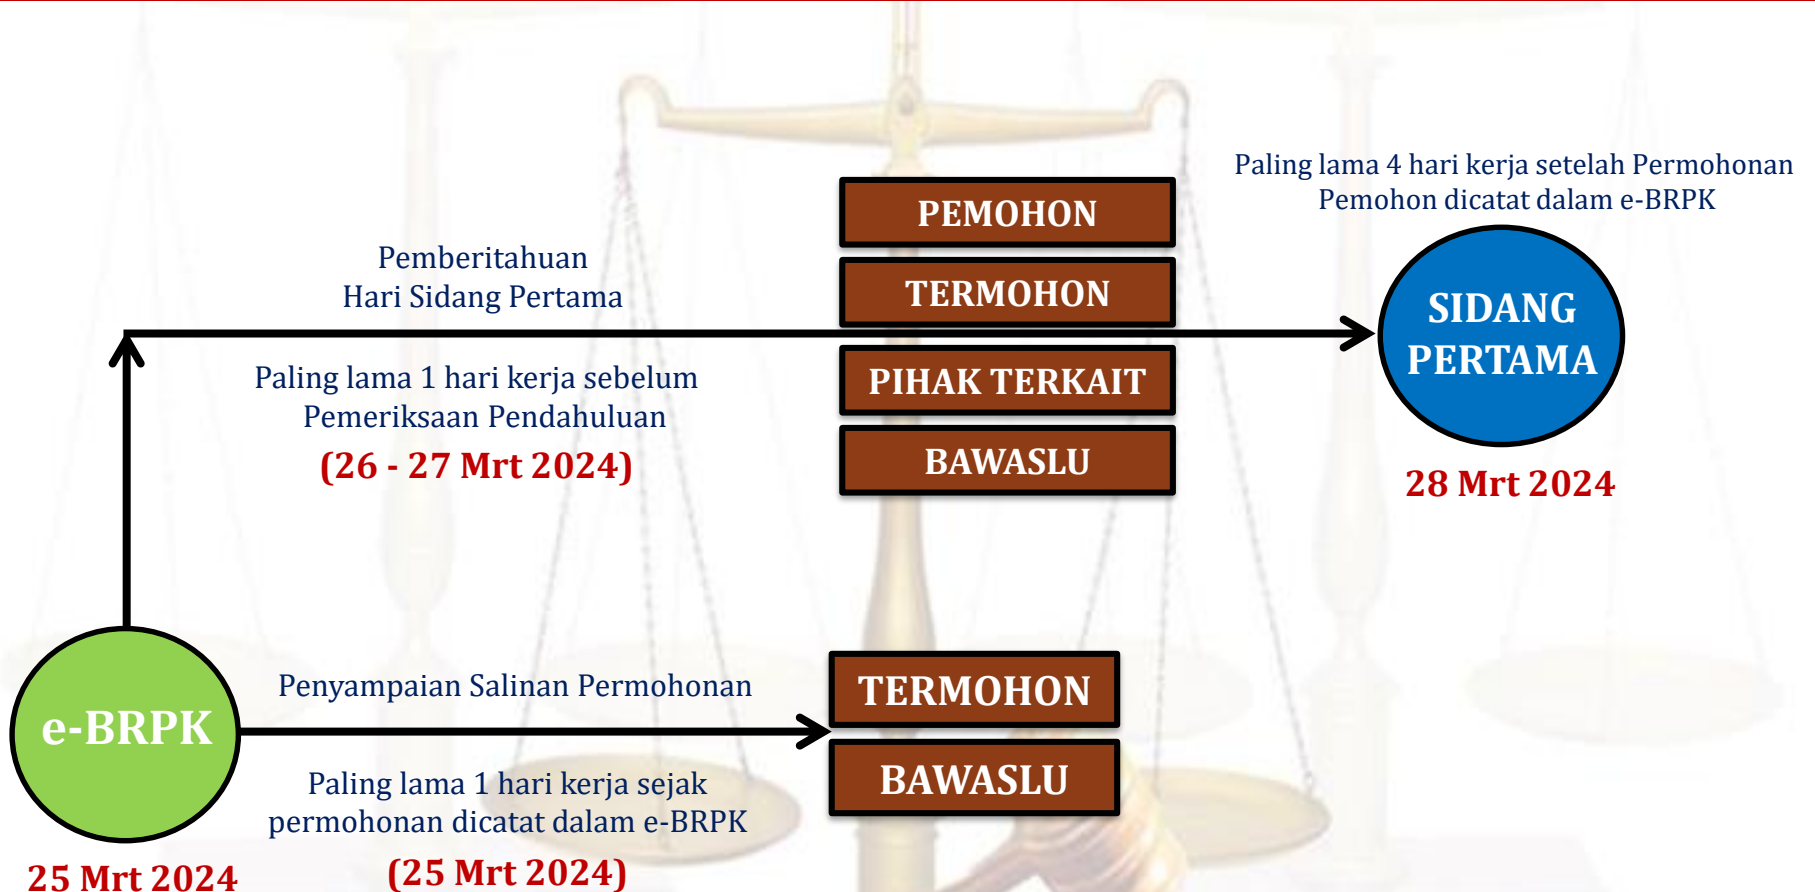 Paling lama 4 hari kerja setelah Permohonan
Pemohon dicatat dalam e-BRPK
PEMOHON
TERMOHON
Pemberitahuan
Hari Sidang Pertama
SIDANG
PERTAMA
Paling lama 1 hari kerja sebelum
Pemeriksaan Pendahuluan
(26 - 27 Mrt 2024)
PIHAK TERKAIT
BAWASLU
28 Mrt 2024
e-BRPK
Penyampaian Salinan Permohonan
TERMOHON
BAWASLU
Paling lama 1 hari kerja sejak
permohonan dicatat dalam e-BRPK
(25 Mrt 2024)
25 Mrt 2024